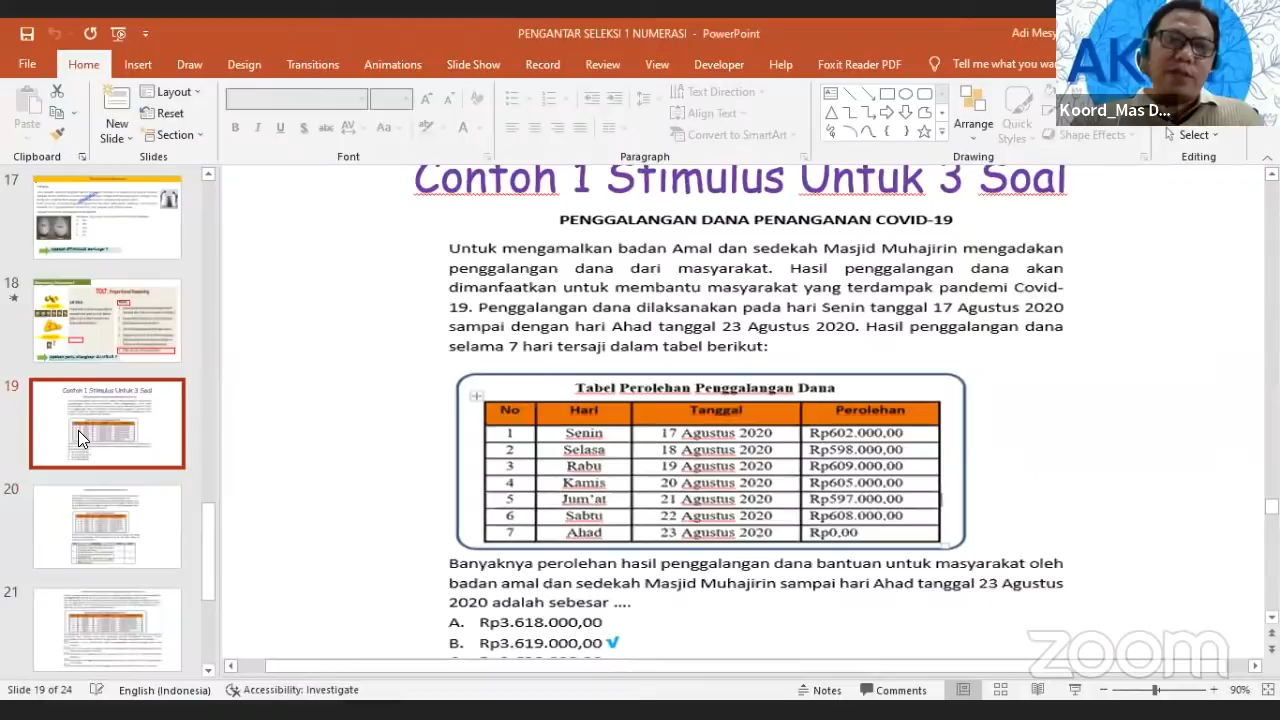 PENGANTAR SELEKSI 1 NUMERASI - PowerPoint
Adi Mesy
File Home Insert Draw Design Transitions Animations Slide Show Record Review View Developer Help Foxit Reader PDF Tell me what you wan
AK
Koord_Mas D...
Paste
New Slide
Layout
Reset
Section
B I U S abc AV Aa A A
Text Direction
Align Text
Convert to SmartArt
Arrange
Quick Styles
Shape Effects
Select
Clipboard Slides Font Paragraph Drawing Editing
17
18
19
20
21
Contoh 1 Stimulus Untuk 3 Soal
PENGGALANGAN DANA PENANGANAN COVID-19
Untuk mengamalkan badan Amal dan sedekah Masjid Muhajirin mengadakan
penggalangan dana dari masyarakat. Hasil penggalangan dana akan
dimanfaatkan untuk membantu masyarakat yang terdampak pandemi Covid-
19. Penggalangan dana dilaksanakan pada hari Senin tanggal 17 Agustus 2020
sampai dengan hari Ahad tanggal 23 Agustus 2020. Hasil penggalangan dana
selama 7 hari tersaji dalam tabel berikut:
Tabel Perolehan Penggalangan Dana
No Hari Tanggal Perolehan
1 Senin 17 Agustus 2020 Rp602.000,00
2 Selasa 18 Agustus 2020 Rp598.000,00
3 Rabu 19 Agustus 2020 Rp609.000,00
4 Kamis 20 Agustus 2020 Rp605.000,00
5 Jum'at 21 Agustus 2020 Rp597.000,00
6 Sabtu 22 Agustus 2020 Rp608.000,00
Ahad 23 Agustus 2020 Rp0,00
Banyaknya perolehan hasil penggalangan dana bantuan untuk masyarakat oleh
badan amal dan sedekah Masjid Muhajirin sampai hari Ahad tanggal 23 Agustus
2020 adalah sebesar ....
A. Rp3.618.000,00
B. Rp3.619.000,00
zoom
Slide 19 of 24 English (Indonesia) Accessibility: Investigate Notes Comments 90%